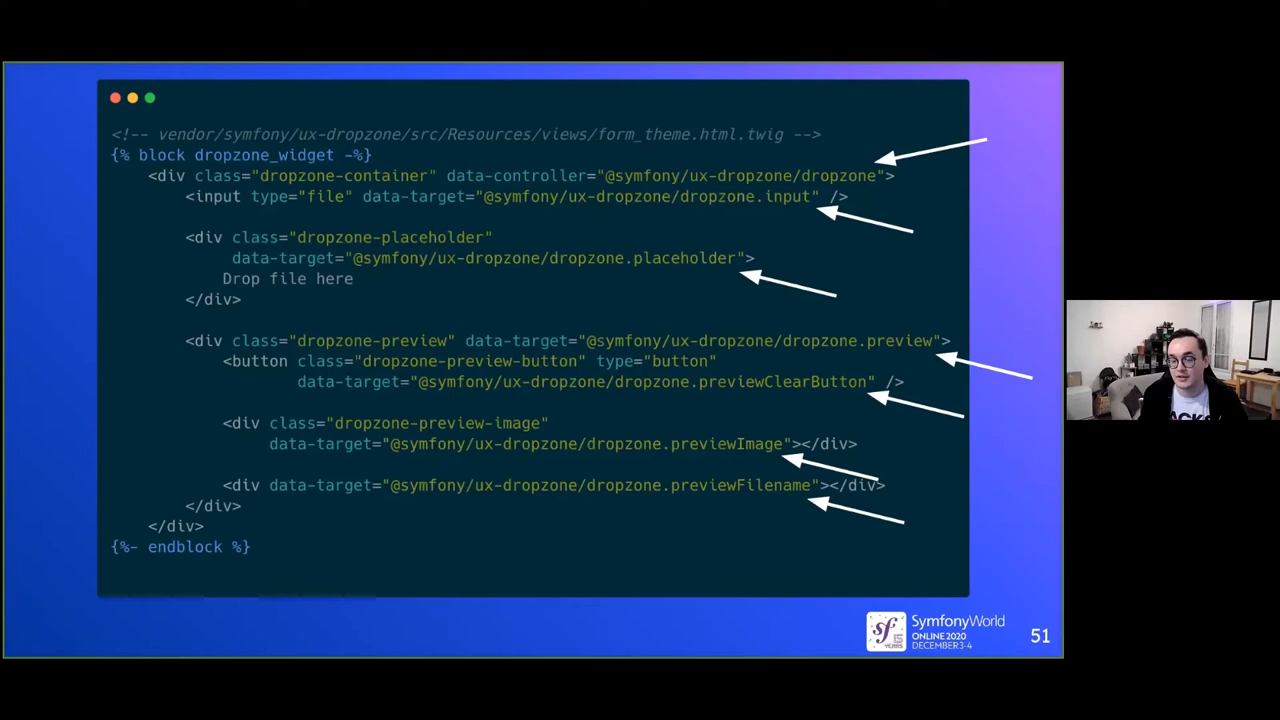 <!-- vendor/symfony/ux-dropzone/src/Resources/views/form_theme.html.twig -->
{% block dropzone_widget -%}
<div class="dropzone-container" data-controller="@symfony/ux-dropzone/dropzone">
<input type="file" data-target="@symfony/ux-dropzone/dropzone.input" />
<div class="dropzone-placeholder"
data-target="@symfony/ux-dropzone/dropzone.placeholder">
Drop file here
</div>
<div class="dropzone-preview" data-target="@symfony/ux-dropzone/dropzone.preview">
<button class="dropzone-preview-button" type="button"
data-target="@symfony/ux-dropzone/dropzone.previewClearButton" />
<div class="dropzone-preview-image"
data-target="@symfony/ux-dropzone/dropzone.previewImage"></div>
<div data-target="@symfony/ux-dropzone/dropzone.previewFilename"></div>
</div>
</div>
{%- endblock %}
sf
15
YEARS
SymfonyWorld
ONLINE 2020
DECEMBER 3-4
51